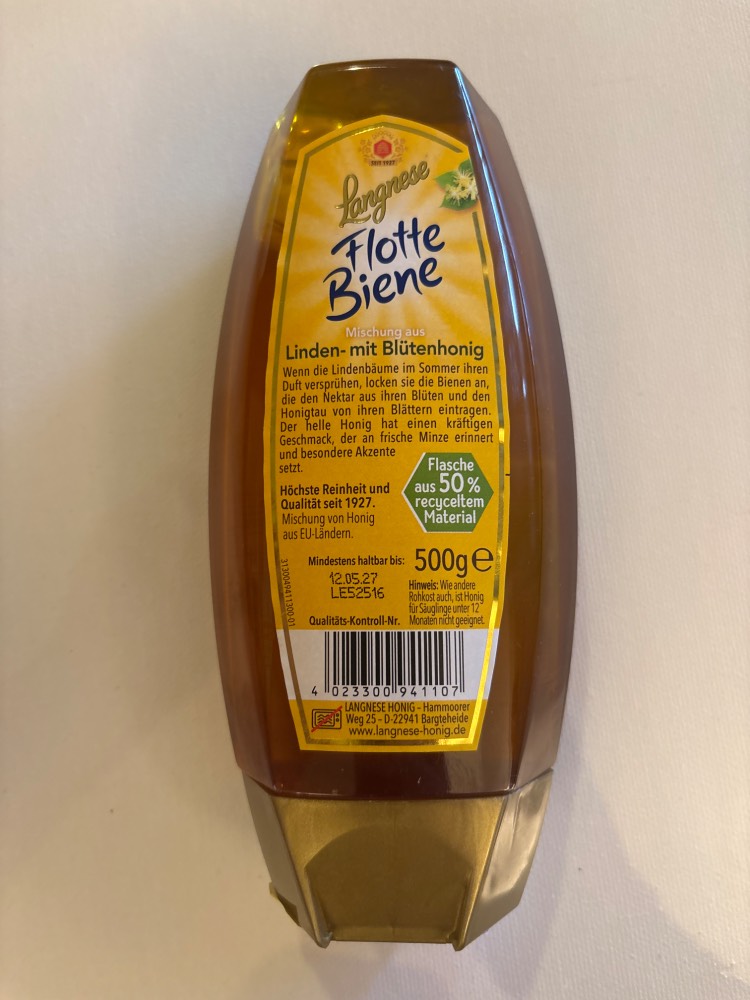 SEIT 1927
Langnese
Flotte
Biene
Mischung aus
Linden- mit Blütenhonig
Wenn die Lindenbäume im Sommer ihren
Duft versprühen, locken sie die Bienen an,
die den Nektar aus ihren Blüten und den
Honigtau von ihren Blättern eintragen.
Der helle Honig hat einen kräftigen
Geschmack, der an frische Minze erinnert
und besondere Akzente
setzt.
Flasche
aus 50 %
recyceltem
Material
Höchste Reinheit und
Qualität seit 1927.
Mischung von Honig
aus EU-Ländern.
Mindestens haltbar bis:
12.05.27
LE52516
Qualitäts-Kontroll-Nr.
500g e
Hinweis: Wie andere
Rohkost auch, ist Honig
für Säuglinge unter 12
Monaten nicht geeignet.
4 023300 941107
LANGNESE HONIG – Hammoorer
Weg 25 – D-22941 Bargteheide
www.langnese-honig.de